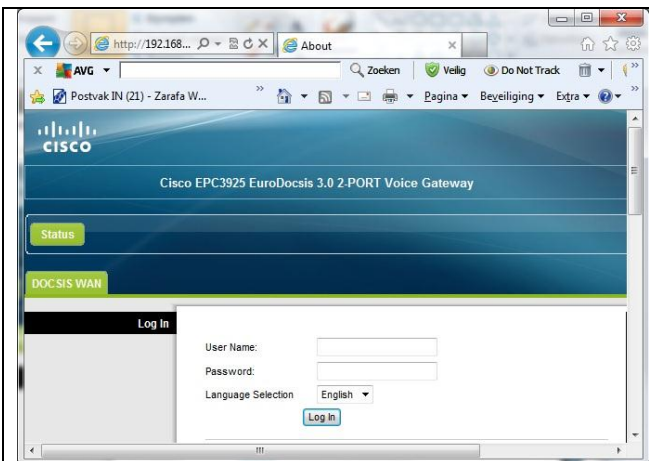 http://192.168... About
AVG Zoeken Veilig Do Not Track
Postvak IN (21) - Zarafa W... » Pagina Beveiliging Extra »
CISCO
Cisco EPC3925 EuroDocsis 3.0 2-PORT Voice Gateway
Status
DOCSIS WAN
Log In
User Name:
Password:
Language Selection English
Log In